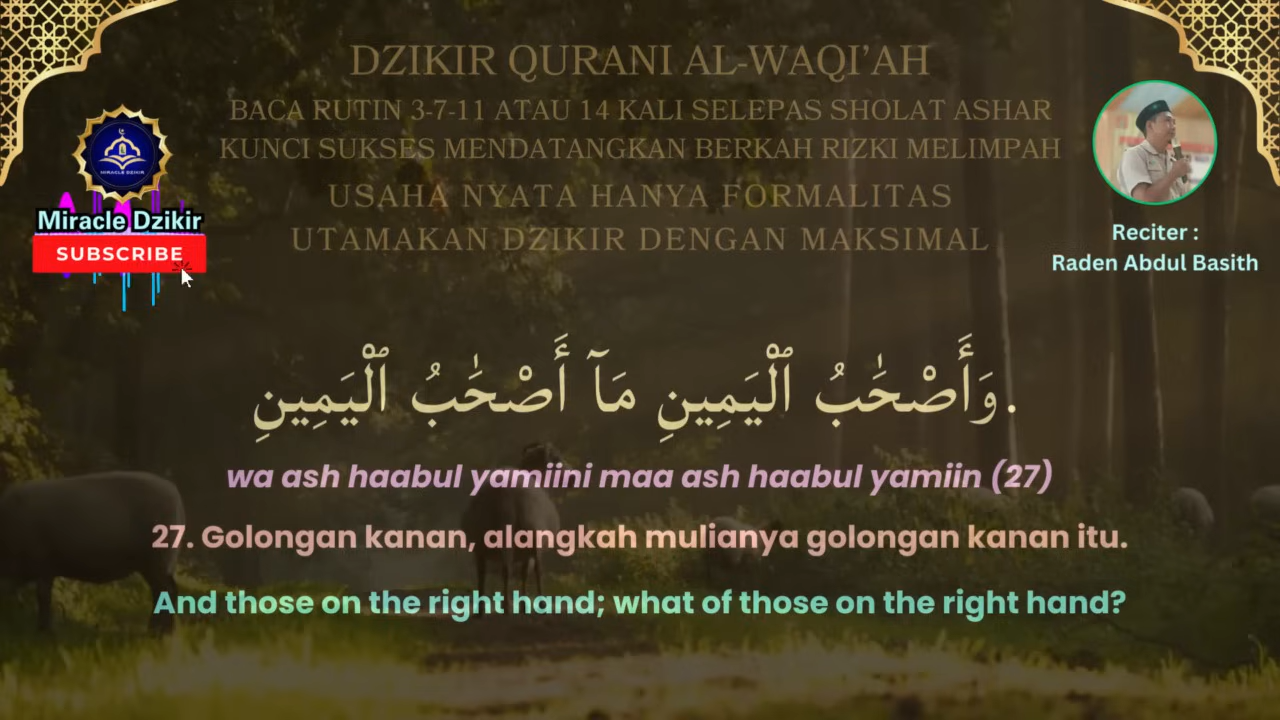 DZIKIR QURANI AL-WAQI'AH
BACA RUTIN 3-7-11 ATAU 14 KALI SELEPAS SHOLAT ASHAR
KUNCI SUKSES MENDATANGKAN BERKAH RIZKI MELIMPAH
USAHA NYATA HANYA FORMALITAS
UTAMAKAN DZIKIR DENGAN MAKSIMAL
MIRACLE DZIKIR
Miracle Dzikir
SUBSCRIBE
Reciter :
Raden Abdul Basith
وَأَصْحَٰبُ ٱلْيَمِينِ مَآ أَصْحَٰبُ ٱلْيَمِينِ.
wa ash haabul yamiini maa ash haabul yamiin (27)
27. Golongan kanan, alangkah mulianya golongan kanan itu.
And those on the right hand; what of those on the right hand?